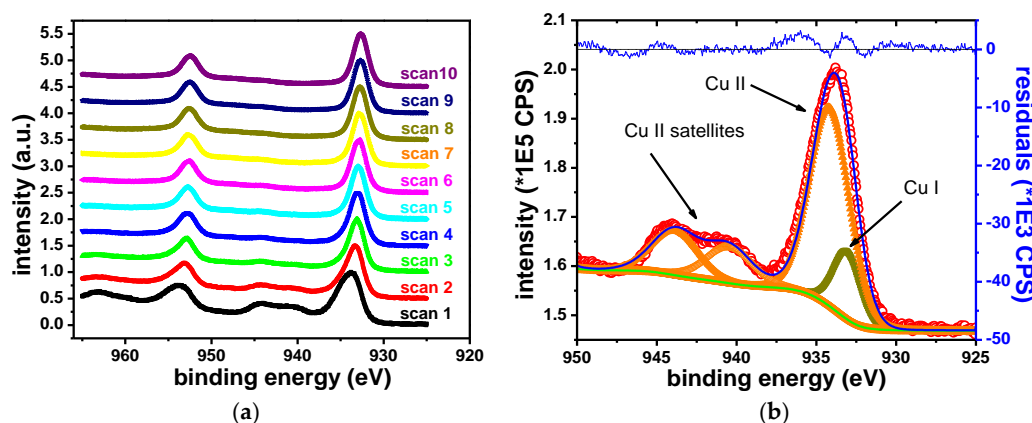 5.5
5.0
4.5
4.0
3.5
3.0
2.5
2.0
1.5
1.0
0.5
0.0
intensity (a.u.)
scan10
scan 9
scan 8
scan 7
scan 6
scan 5
scan 4
scan 3
scan 2
scan 1
960 950 940 930 920
binding energy (eV)
(a)
2.1
2.0
1.9
1.8
1.7
1.6
1.5
intensity (*1E5 CPS)
Cu II
Cu II satellites
Cu I
0
-10
-20
-30
-40
-50
residuals (*1E3 CPS)
950 945 940 935 930 925
binding energy (eV)
(b)